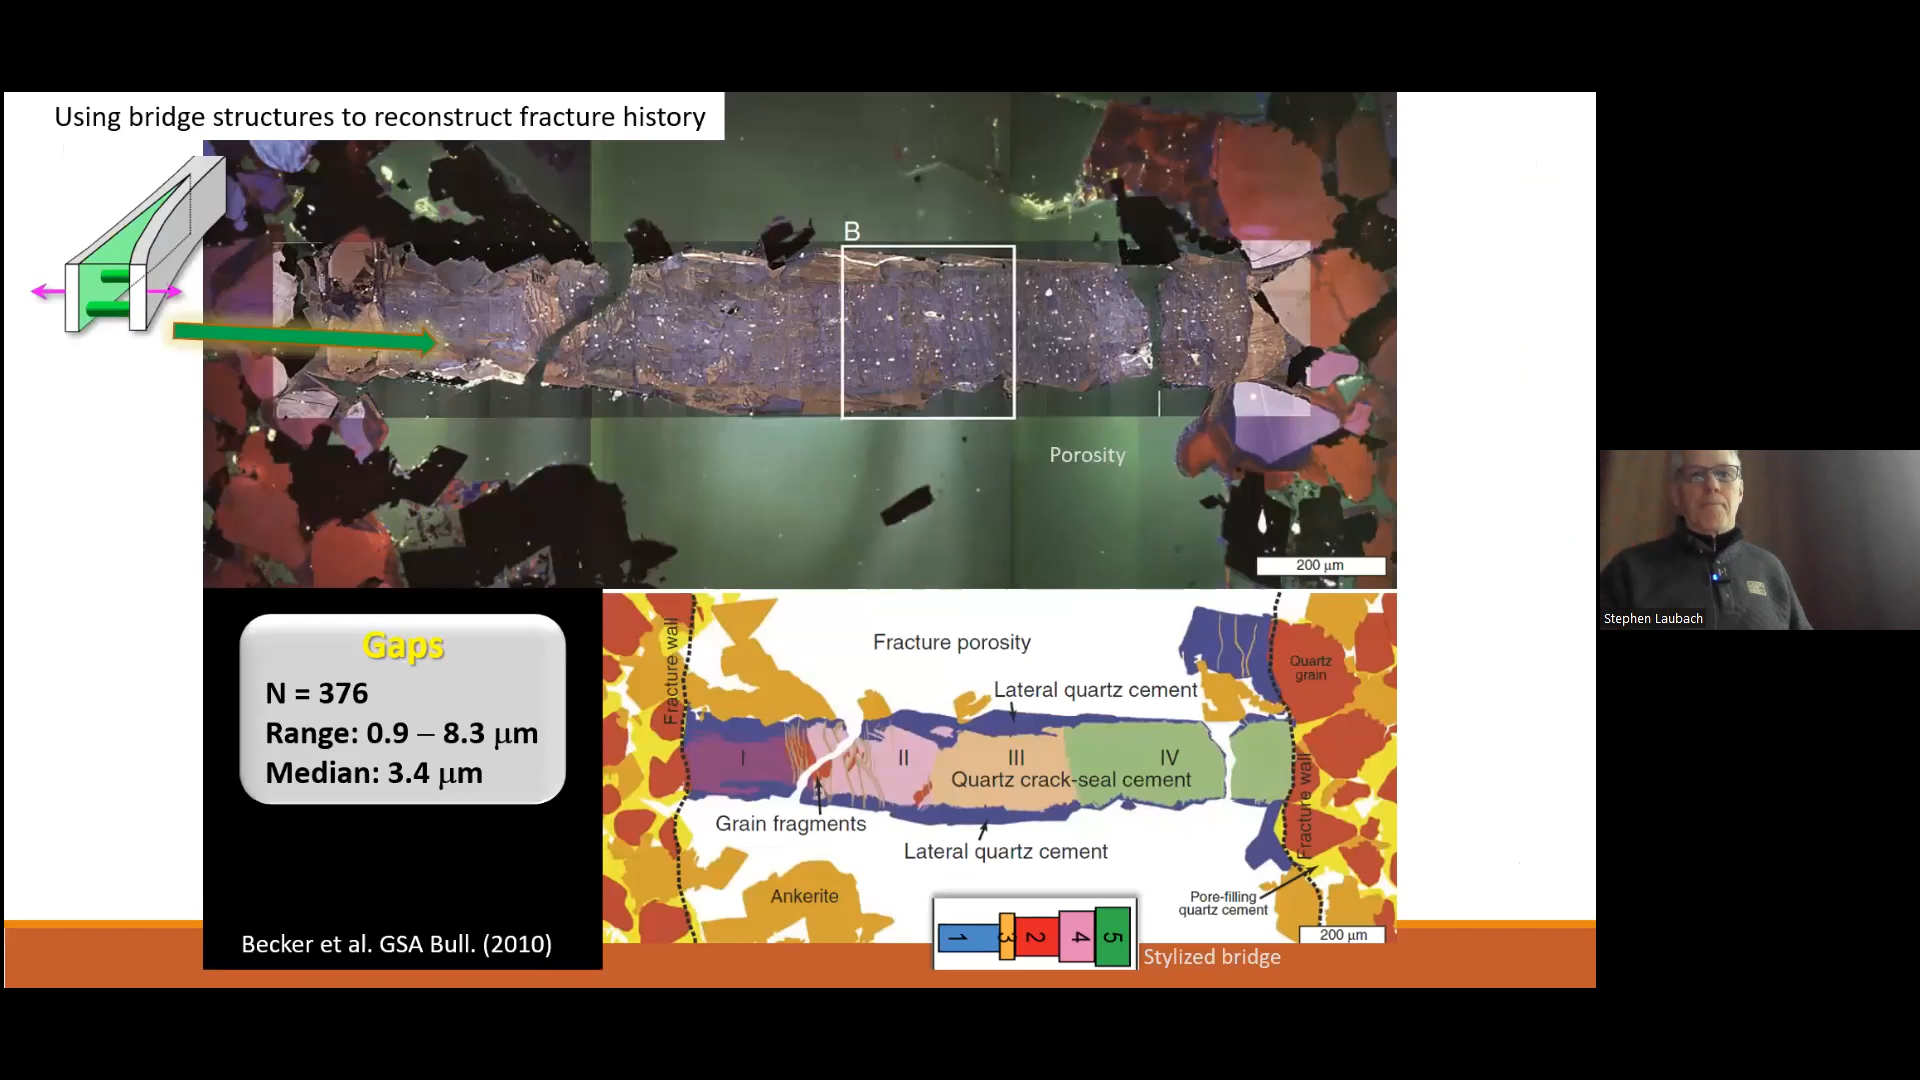 Using bridge structures to reconstruct fracture history
B
Porosity
200 µm
Gaps
N = 376
Range: 0.9 – 8.3 µm
Median: 3.4 µm
Becker et al. GSA Bull. (2010)
Fracture wall
Fracture porosity
Lateral quartz cement
Quartz
grain
I
II
III
IV
Quartz crack-seal cement
Fracture wall
Grain fragments
Lateral quartz cement
Ankerite
Pore-filling
quartz cement
200 µm
1
3
2
4
5
Stylized bridge
Stephen Laubach